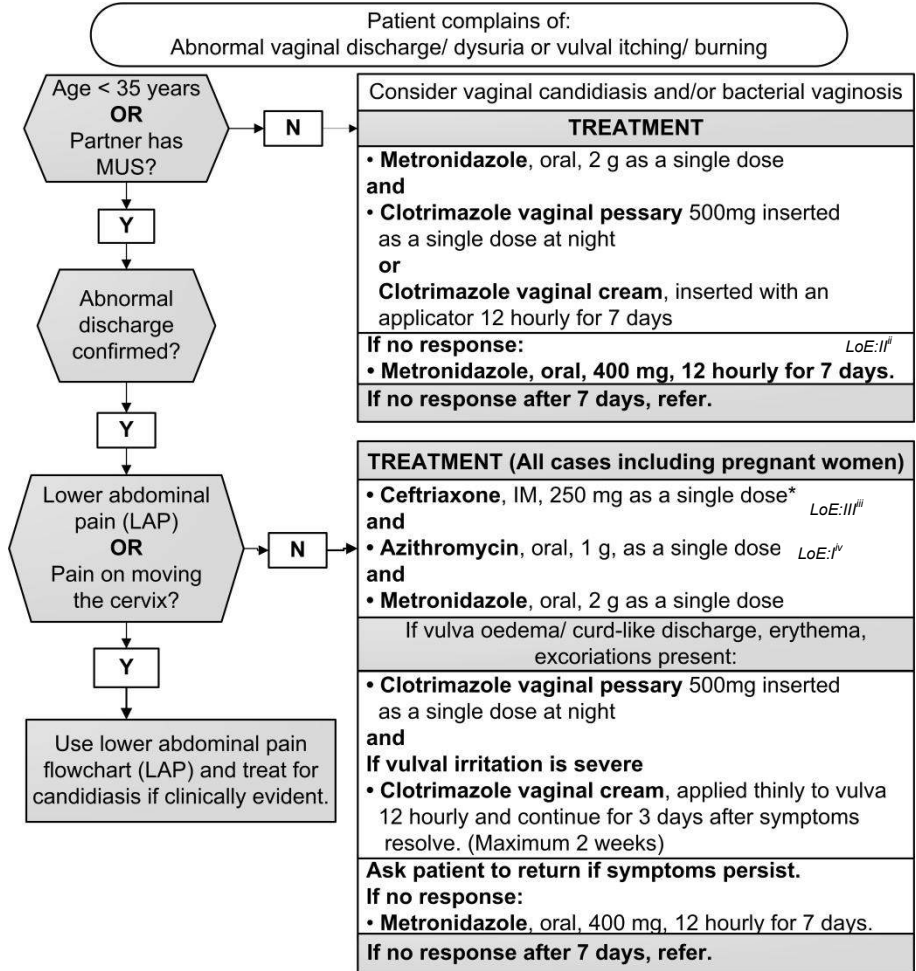 Patient complains of:
Abnormal vaginal discharge/ dysuria or vulval itching/ burning
Age < 35 years
OR
Partner has
MUS?
N
Consider vaginal candidiasis and/or bacterial vaginosis
TREATMENT
• Metronidazole, oral, 2 g as a single dose
and
• Clotrimazole vaginal pessary 500mg inserted
as a single dose at night
or
Clotrimazole vaginal cream, inserted with an
applicator 12 hourly for 7 days
If no response:
LoE:II^ii
• Metronidazole, oral, 400 mg, 12 hourly for 7 days.
If no response after 7 days, refer.
Y
Abnormal
discharge
confirmed?
Y
Lower abdominal
pain (LAP)
OR
Pain on moving
the cervix?
N
TREATMENT (All cases including pregnant women)
• Ceftriaxone, IM, 250 mg as a single dose*
LoE:III^iii
and
• Azithromycin, oral, 1 g, as a single dose
LoE:I^iv
and
• Metronidazole, oral, 2 g as a single dose
If vulva oedema/ curd-like discharge, erythema,
excoriations present:
• Clotrimazole vaginal pessary 500mg inserted
as a single dose at night
and
If vulval irritation is severe
• Clotrimazole vaginal cream, applied thinly to vulva
12 hourly and continue for 3 days after symptoms
resolve. (Maximum 2 weeks)
Ask patient to return if symptoms persist.
If no response:
• Metronidazole, oral, 400 mg, 12 hourly for 7 days.
If no response after 7 days, refer.
Y
Use lower abdominal pain
flowchart (LAP) and treat for
candidiasis if clinically evident.